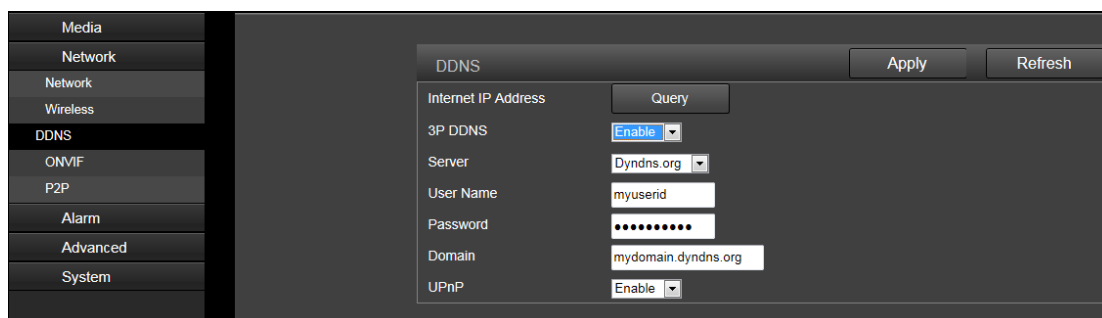 Media
Network
Network
Wireless
DDNS
ONVIF
P2P
Alarm
Advanced
System
DDNS Apply Refresh
Internet IP Address Query
3P DDNS Enable
Server Dyndns.org
User Name myuserid
Password ••••••••••
Domain mydomain.dyndns.org
UPnP Enable